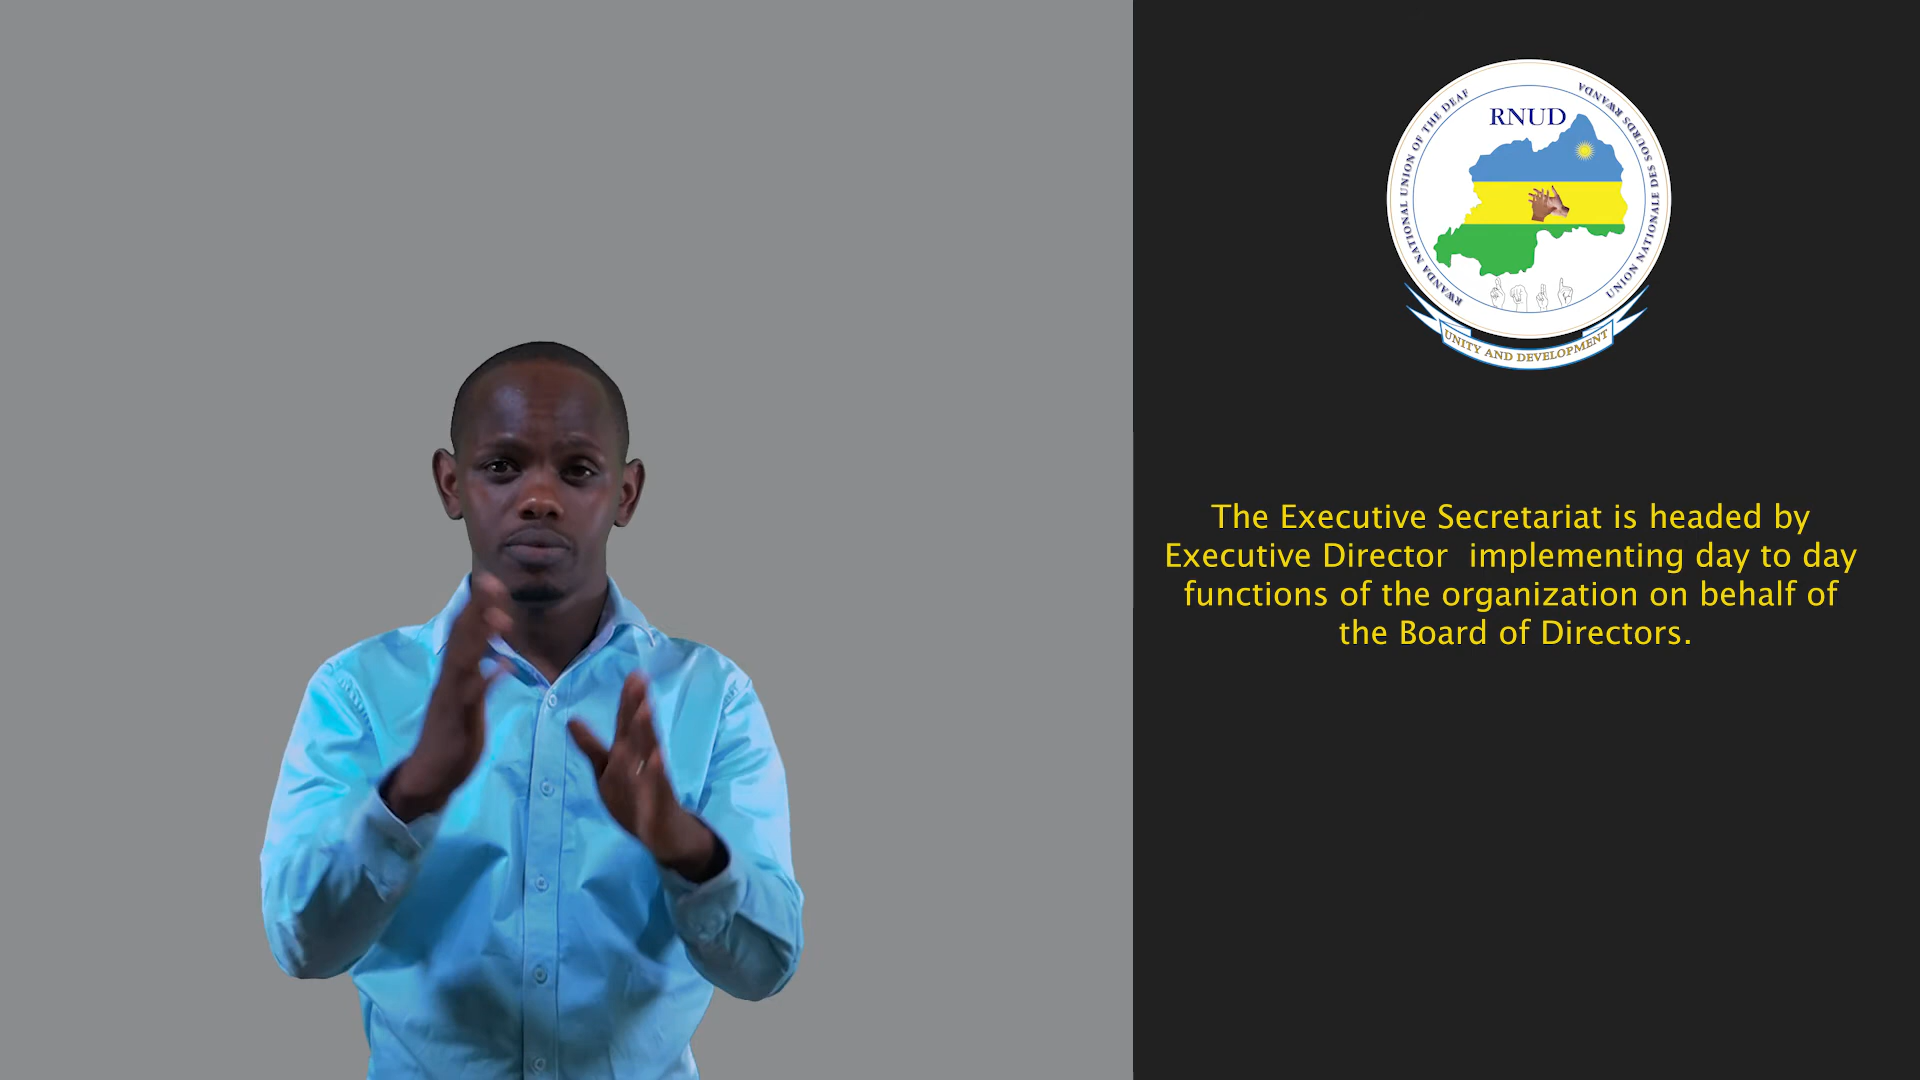 RNUD
RWANDA NATIONAL UNION OF THE DEAF
UNION NATIONALE DES SOURDS RWANDA
UNITY AND DEVELOPMENT
The Executive Secretariat is headed by
Executive Director  implementing day to day
functions of the organization on behalf of
the Board of Directors.